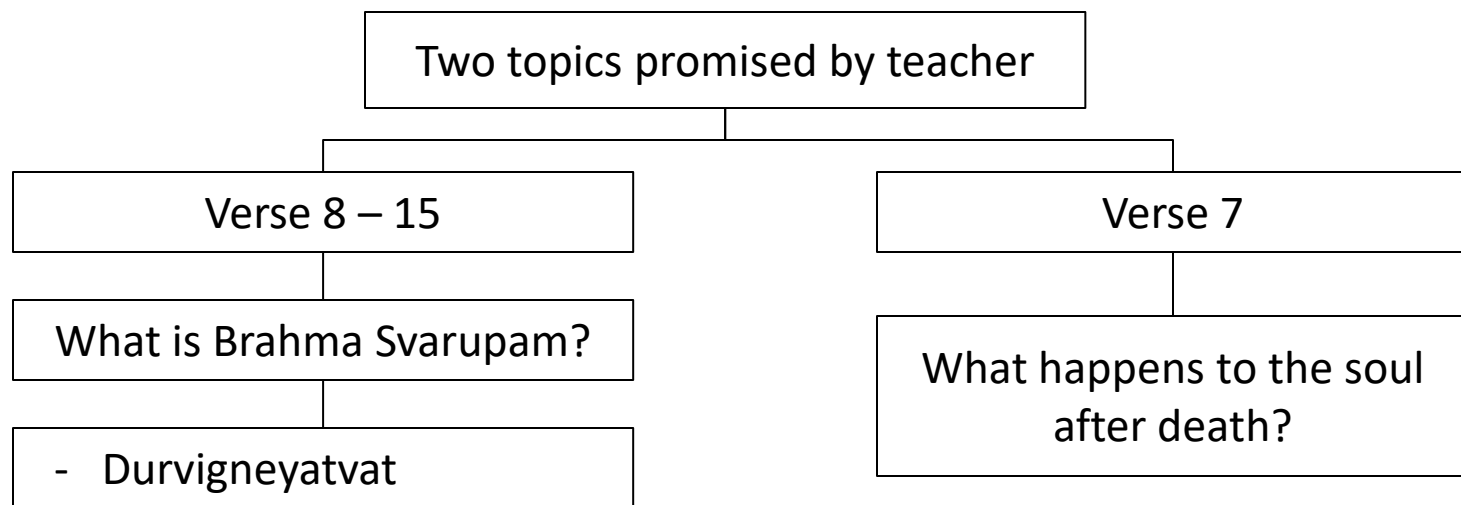 Two topics promised by teacher
Verse 8 – 15
Verse 7
What is Brahma Svarupam?
What happens to the soul
after death?
- Durvigneyatvat